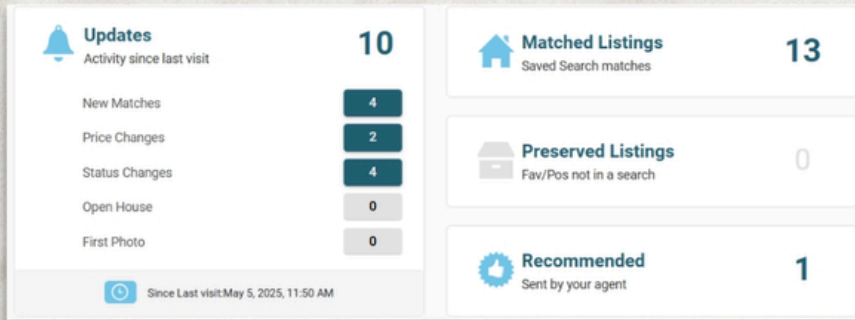 Updates
Activity since last visit
10
New Matches 4
Price Changes 2
Status Changes 4
Open House 0
First Photo 0
Since Last visit:May 5, 2025, 11:50 AM
Matched Listings
Saved Search matches
13
Preserved Listings
Fav/Pos not in a search
0
Recommended
Sent by your agent
1